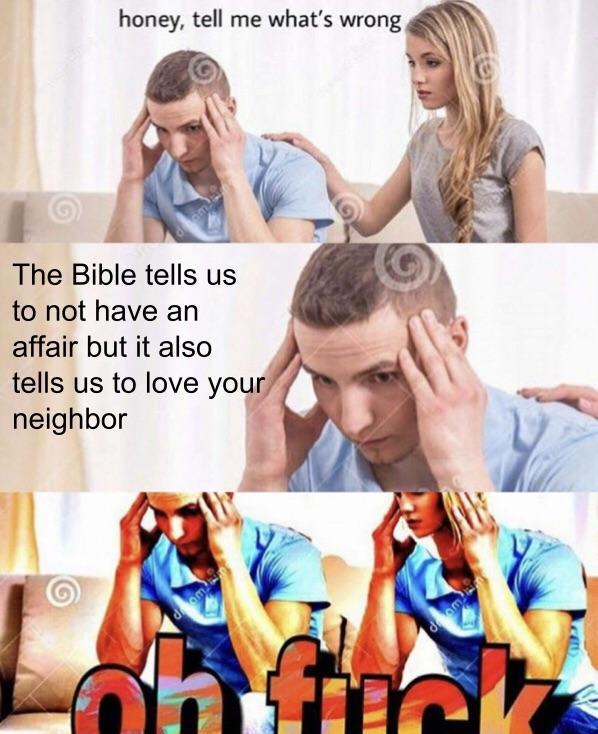 honey, tell me what's wrong
The Bible tells us
to not have an
affair but it also
tells us to love your
neighbor
oh fuck